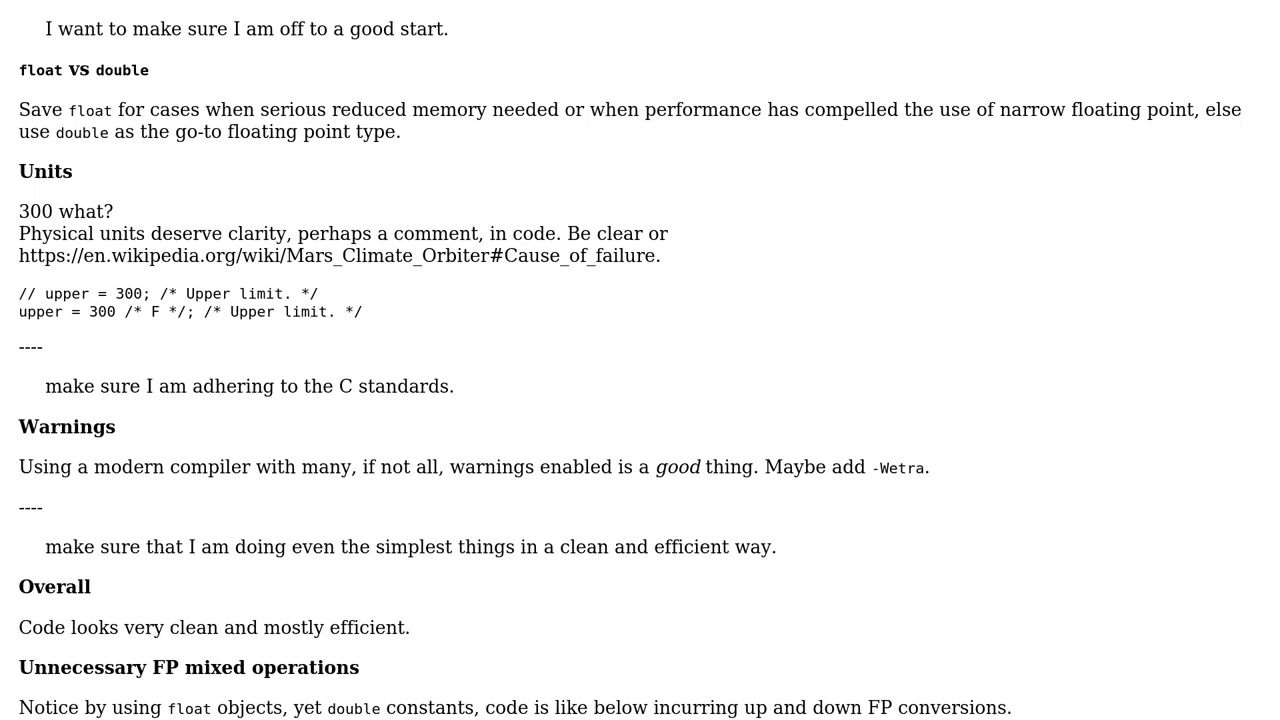 I want to make sure I am off to a good start.
float vs double
Save float for cases when serious reduced memory needed or when performance has compelled the use of narrow floating point, else
use double as the go-to floating point type.
Units
300 what?
Physical units deserve clarity, perhaps a comment, in code. Be clear or
https://en.wikipedia.org/wiki/Mars_Climate_Orbiter#Cause_of_failure.
// upper = 300; /* Upper limit. */
upper = 300 /* F */; /* Upper limit. */
----
make sure I am adhering to the C standards.
Warnings
Using a modern compiler with many, if not all, warnings enabled is a good thing. Maybe add -Wetra.
----
make sure that I am doing even the simplest things in a clean and efficient way.
Overall
Code looks very clean and mostly efficient.
Unnecessary FP mixed operations
Notice by using float objects, yet double constants, code is like below incurring up and down FP conversions.